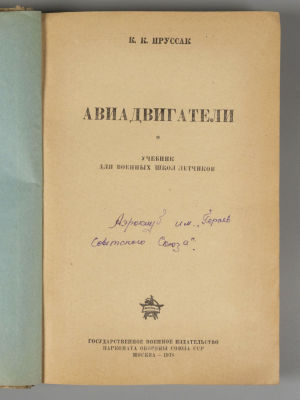 К. К. ПРУССАК
АВИАДВИГАТЕЛИ
УЧЕБНИК
ДЛЯ ВОЕННЫХ ШКОЛ ЛЕТЧИКОВ
Аэроклуб им. "Героев
Советского Союза".
ГОСУДАРСТВЕННОЕ ВОЕННОЕ ИЗДАТЕЛЬСТВО
НАРКОМАТА ОБОРОНЫ СОЮЗА ССР
МОСКВА — 1938